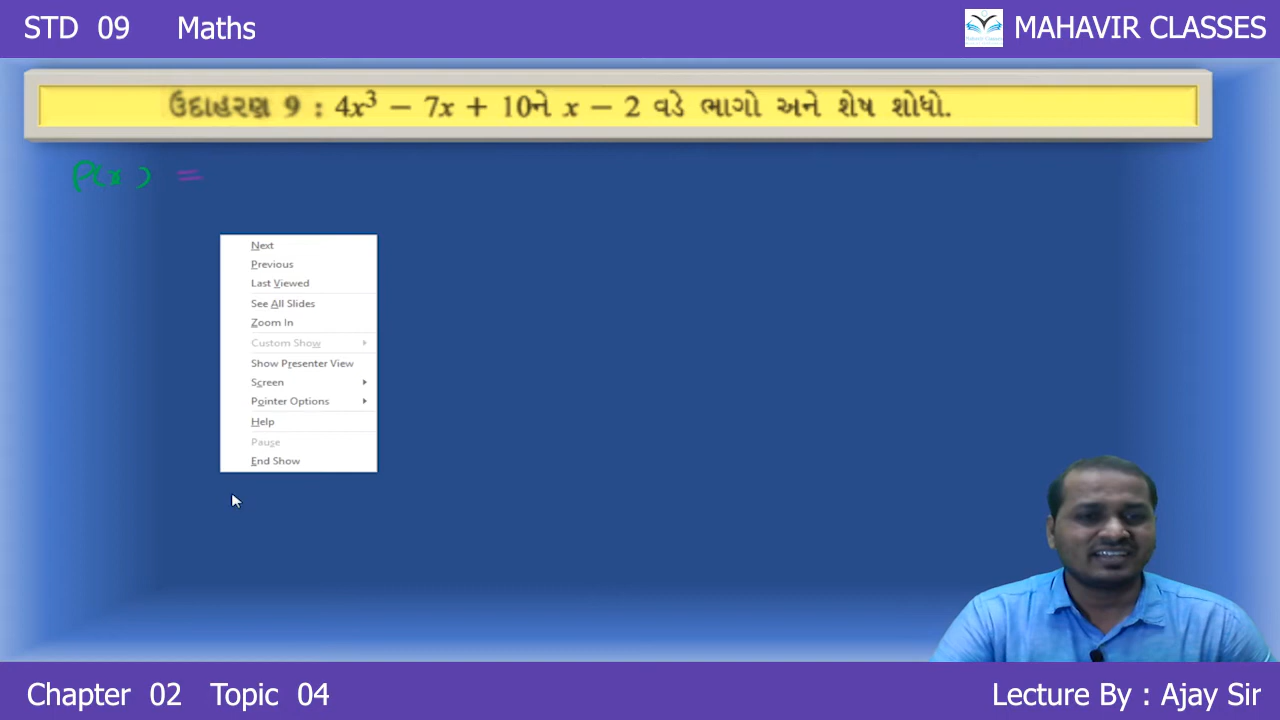 STD 09 Maths
MAHAVIR CLASSES
ઉદાહરણ 9 : 4x³ − 7x + 10ને x − 2 વડે ભાગો અને શેષ શોધો.
P(x) =
Next
Previous
Last Viewed
See All Slides
Zoom In
Custom Show
Show Presenter View
Screen
Pointer Options
Help
Pause
End Show
Chapter 02 Topic 04
Lecture By : Ajay Sir